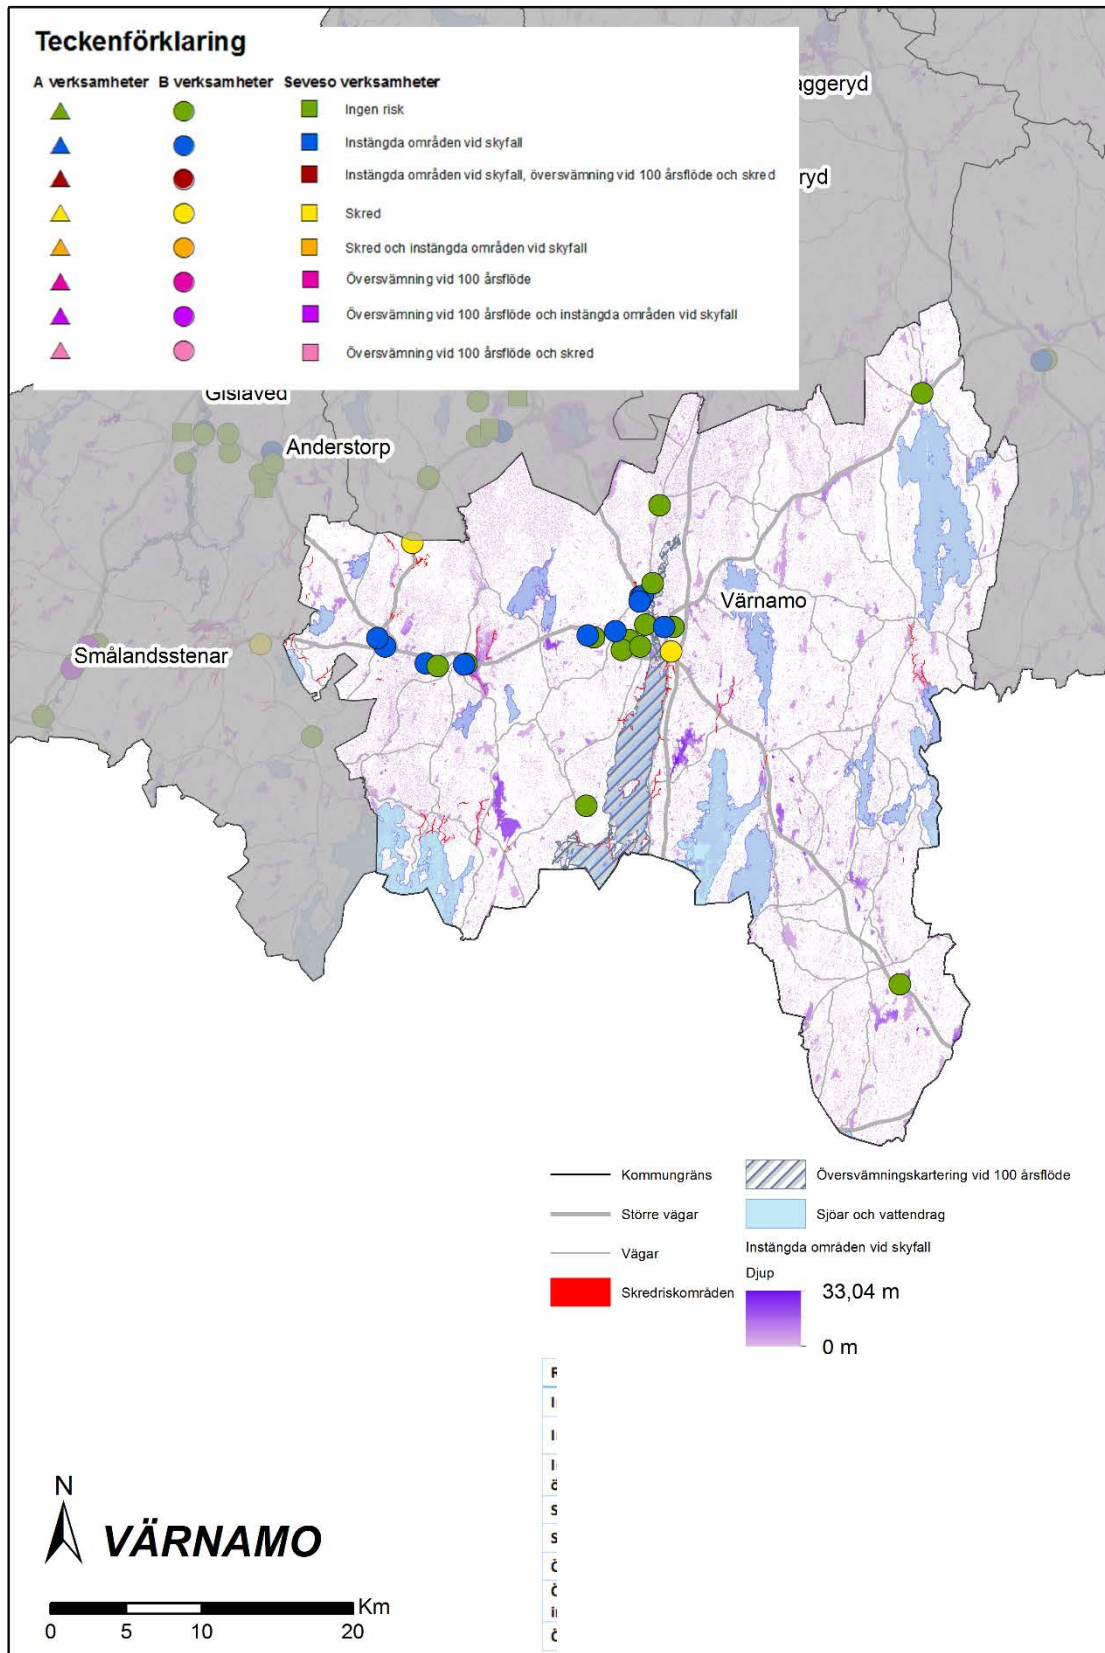 Teckenförklaring
A verksamheter B verksamheter Seveso verksamheter
Ingen risk
Instängda områden vid skyfall
Instängda områden vid skyfall, översvämning vid 100 årsflöde och skred
Skred
Skred och instängda områden vid skyfall
Översvämning vid 100 årsflöde
Översvämning vid 100 årsflöde och instängda områden vid skyfall
Översvämning vid 100 årsflöde och skred
aggeryd
ryd
Gislaved
Anderstorp
Värnamo
Smålandsstenar
Kommungräns
Större vägar
Vägar
Skredriskområden
Översvämningskartering vid 100 årsflöde
Sjöar och vattendrag
Instängda områden vid skyfall
Djup
33,04 m
0 m
N
VÄRNAMO
Km
0 5 10 20